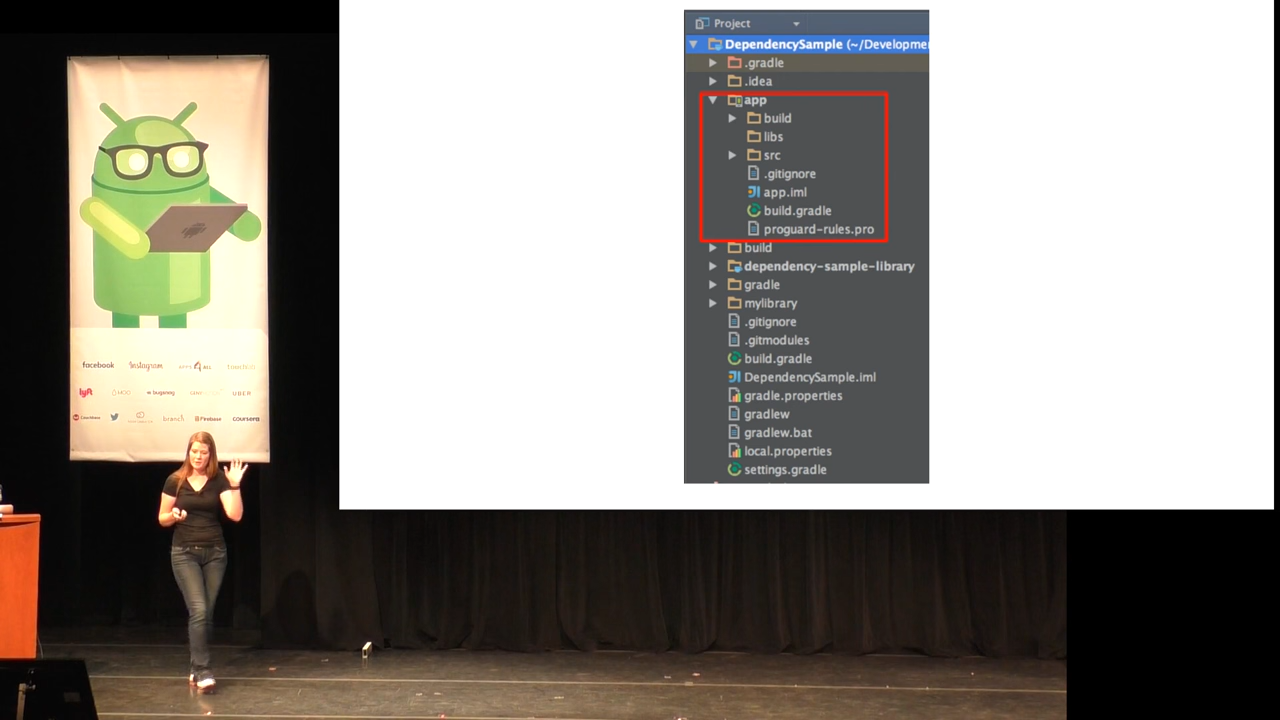 Project
DependencySample (~/Developmen
.gradle
.idea
app
build
libs
src
.gitignore
app.iml
build.gradle
proguard-rules.pro
build
dependency-sample-library
gradle
mylibrary
.gitignore
.gitmodules
build.gradle
DependencySample.iml
gradle.properties
gradlew
gradlew.bat
local.properties
settings.gradle
facebook Instagram
lyft bugsnag UBER
branch Firebase coursera